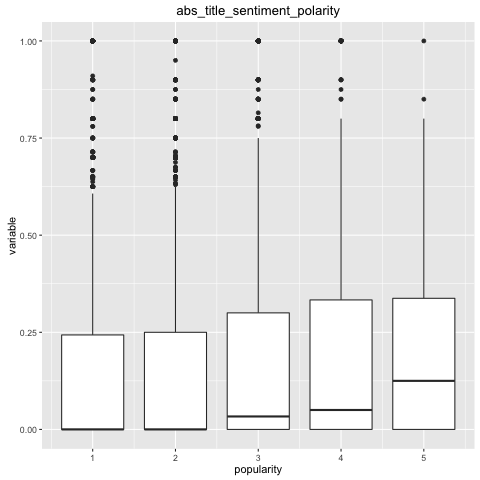 abs_title_sentiment_polarity
1.00
0.75
0.50
0.25
0.00
variable
1 2 3 4 5
popularity